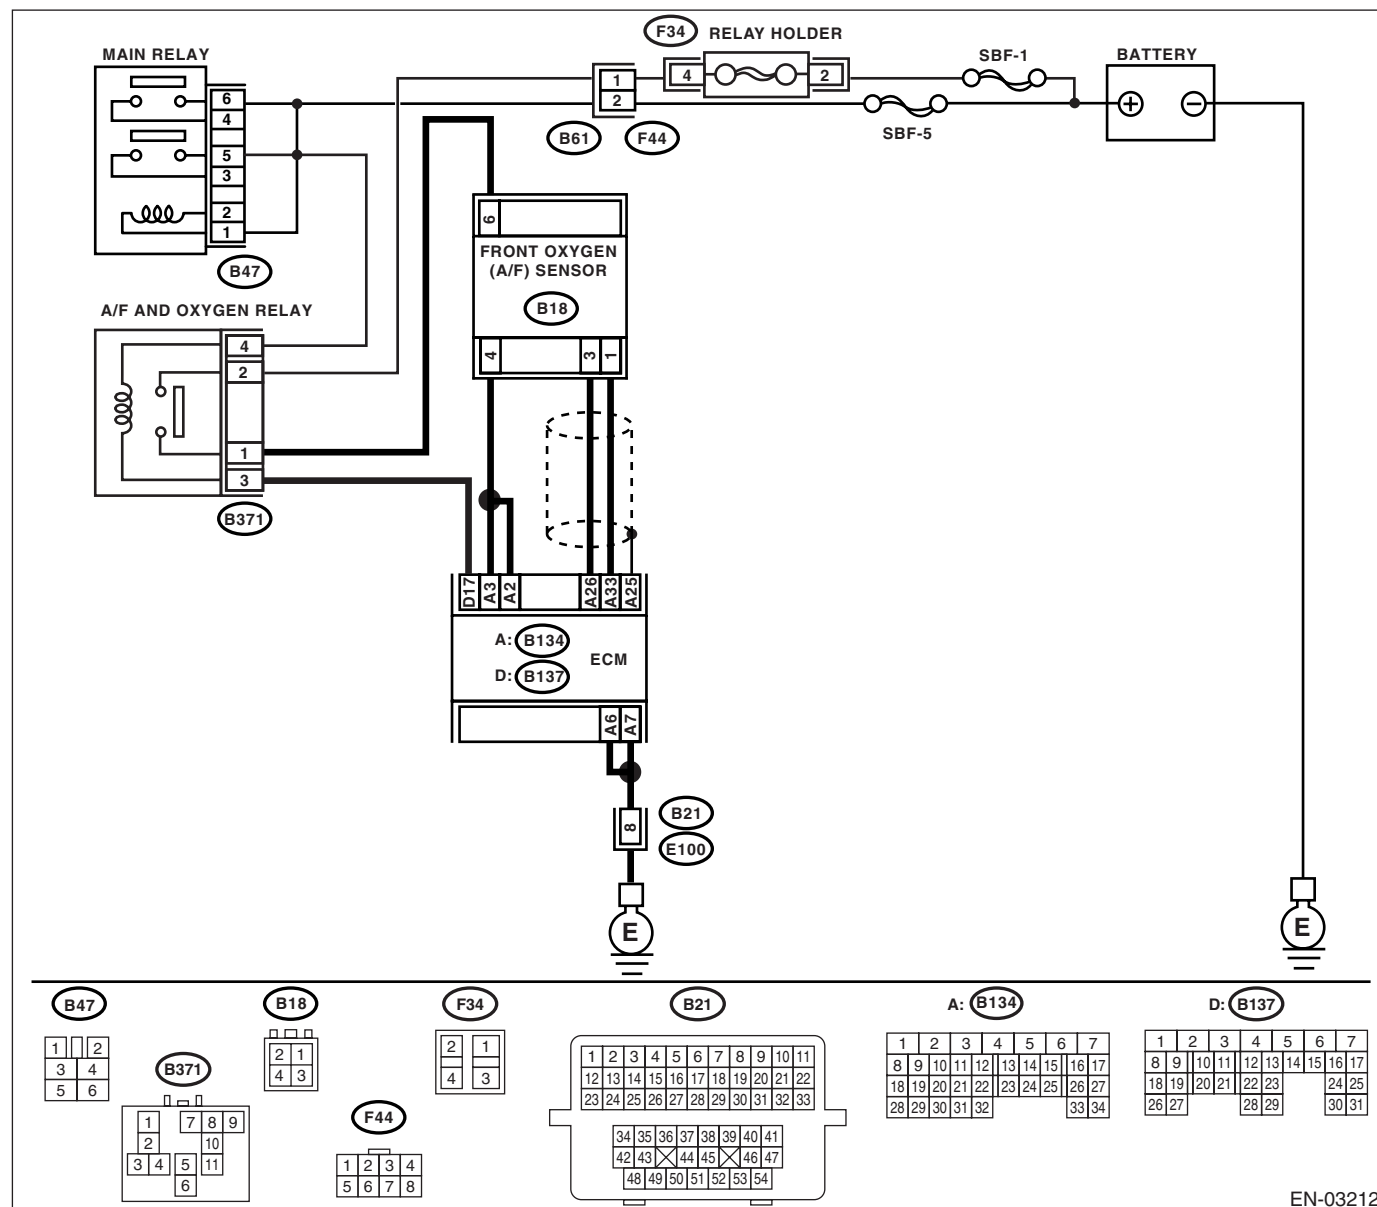 F34 RELAY HOLDER
MAIN RELAY
SBF-1
BATTERY
4 2
1
2
6
4
5
3
2
1
B61 F44
SBF-5
+ −
B47
6
FRONT OXYGEN
(A/F) SENSOR
B18
4 3 1
A/F AND OXYGEN RELAY
4
2
1
3
B371
D17 A3 A2 A26 A33 A25
A: B134
D: B137
ECM
A6 A7
8
B21
E100
E
E
B47
1 2
3 4
5 6
B371
1 7 8 9
2 10
3 4 5 11
6
B18
2 1
4 3
F44
1 2 3 4
5 6 7 8
F34
2 1
4 3
B21
1 2 3 4 5 6 7 8 9 10 11
12 13 14 15 16 17 18 19 20 21 22
23 24 25 26 27 28 29 30 31 32 33
34 35 36 37 38 39 40 41
42 43 44 45 46 47
48 49 50 51 52 53 54
A: B134
1 2 3 4 5 6 7
8 9 10 11 12 13 14 15 16 17
18 19 20 21 22 23 24 25 26 27
28 29 30 31 32 33 34
D: B137
1 2 3 4 5 6 7
8 9 10 11 12 13 14 15 16 17
18 19 20 21 22 23 24 25
26 27 28 29 30 31
EN-03212